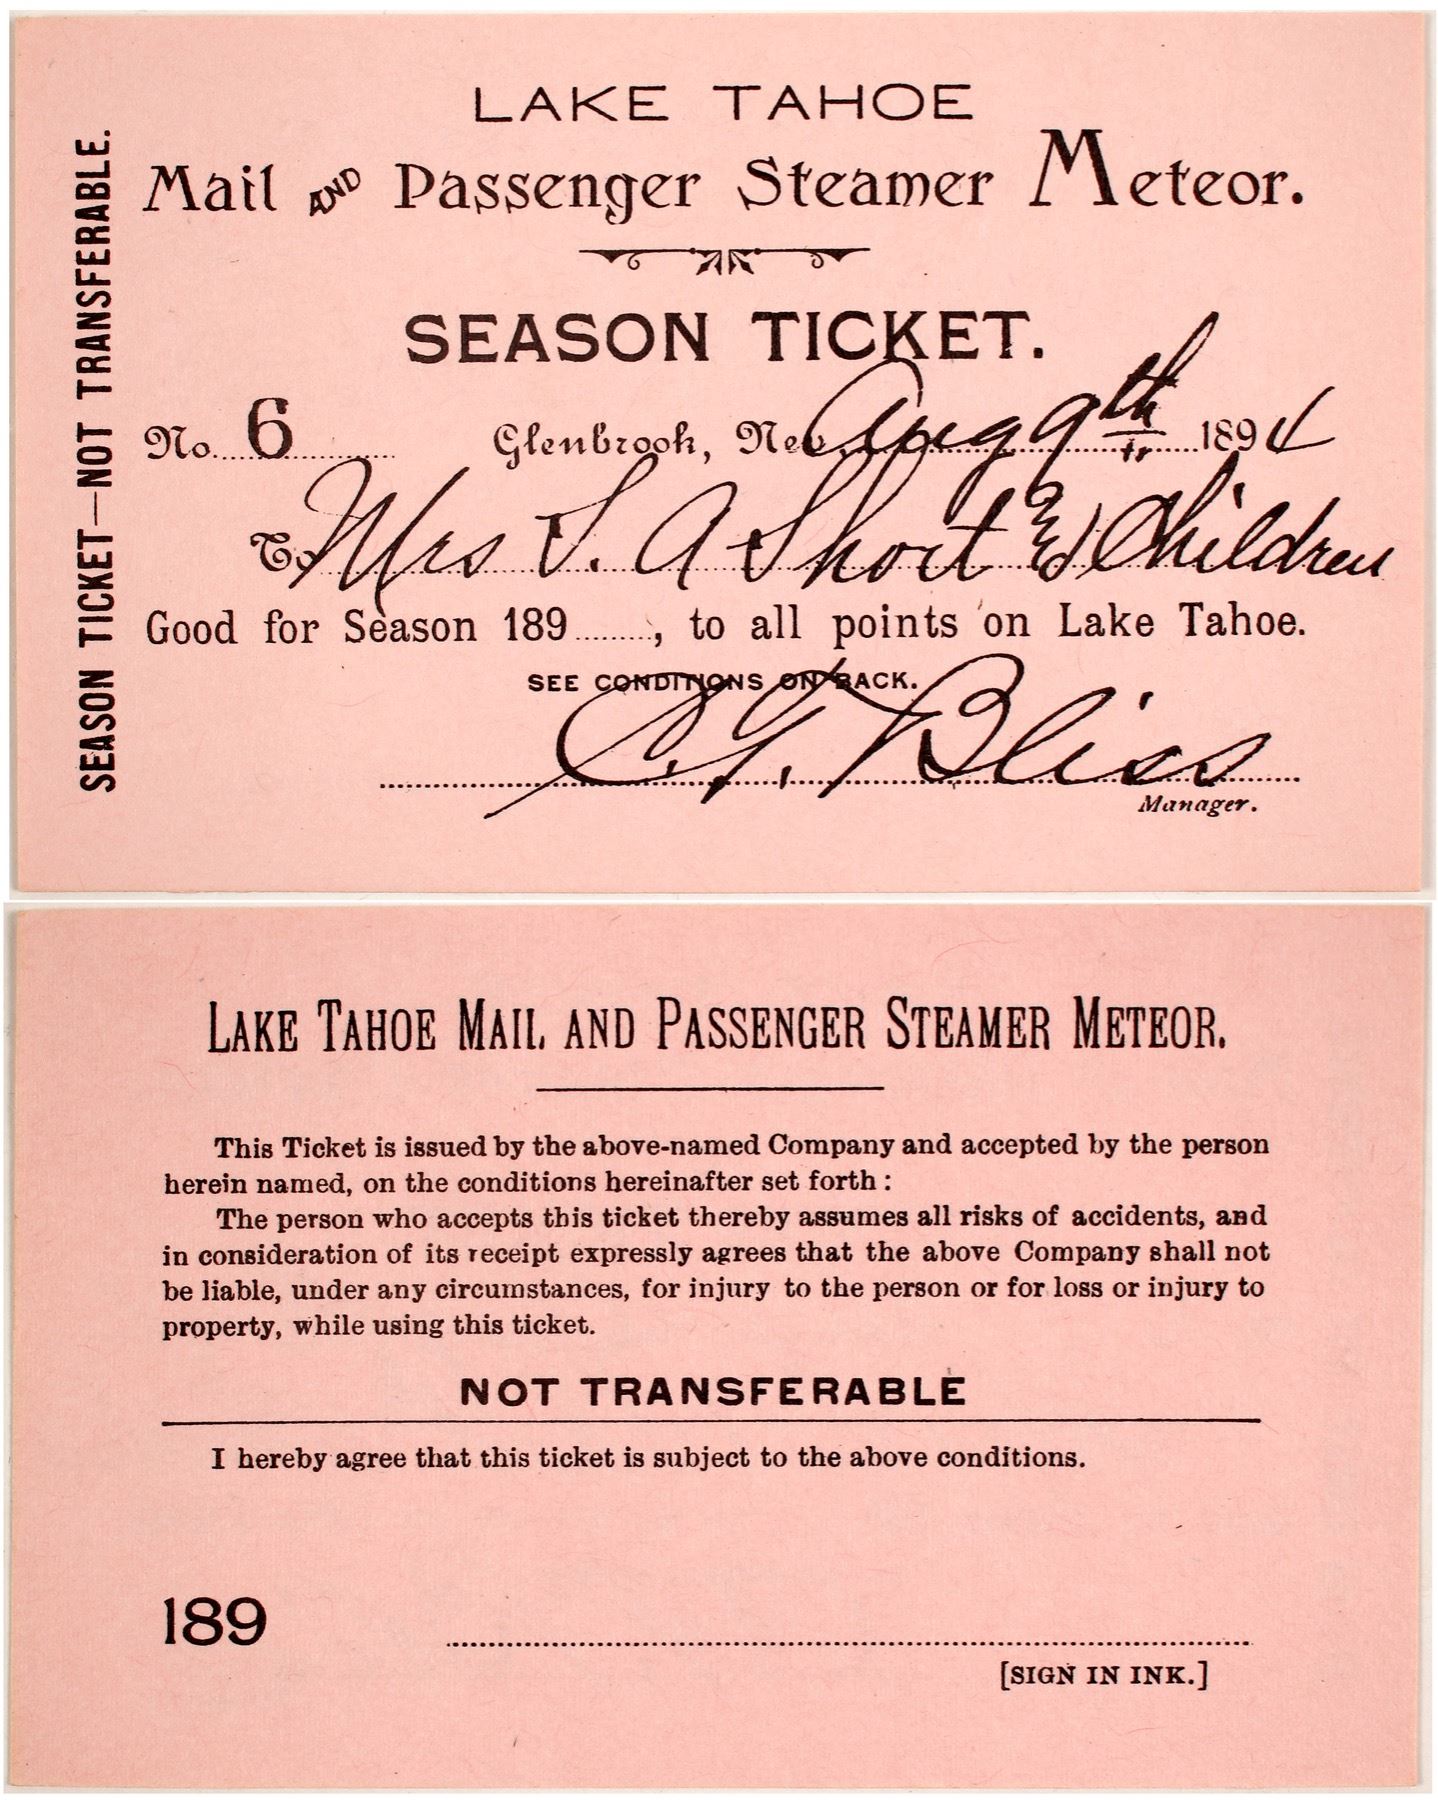 LAKE TAHOE
Mail AND Passenger Steamer Meteor.
SEASON TICKET.
No. 6 Glenbrook, Nev. Aug 9th 1894
To Mrs S. A Short & Children
Good for Season 189........, to all points on Lake Tahoe.
SEE CONDITIONS ON BACK.
C. T. Bliss
Manager.
SEASON TICKET—NOT TRANSFERABLE.
LAKE TAHOE MAIL AND PASSENGER STEAMER METEOR.
This Ticket is issued by the above-named Company and accepted by the person
herein named, on the conditions hereinafter set forth :
The person who accepts this ticket thereby assumes all risks of accidents, and
in consideration of its receipt expressly agrees that the above Company shall not
be liable, under any circumstances, for injury to the person or for loss or injury to
property, while using this ticket.
NOT TRANSFERABLE
I hereby agree that this ticket is subject to the above conditions.
189
[SIGN IN INK.]